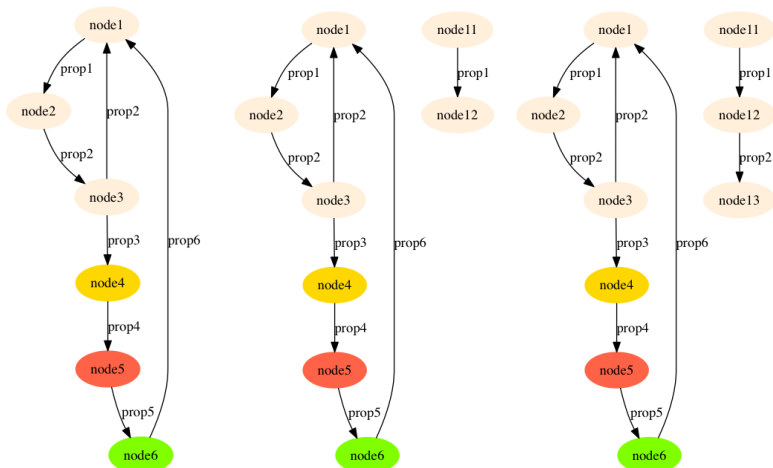 node1
prop1
node2
prop2
prop2
node3
prop3
prop6
node4
prop4
node5
prop5
node6
node1
node11
prop1
prop1
node2
prop2
node12
prop2
node3
prop3
prop6
node4
prop4
node5
prop5
node6
node1
node11
prop1
prop1
node2
prop2
node12
prop2
prop2
node3
node13
prop3
prop6
node4
prop4
node5
prop5
node6